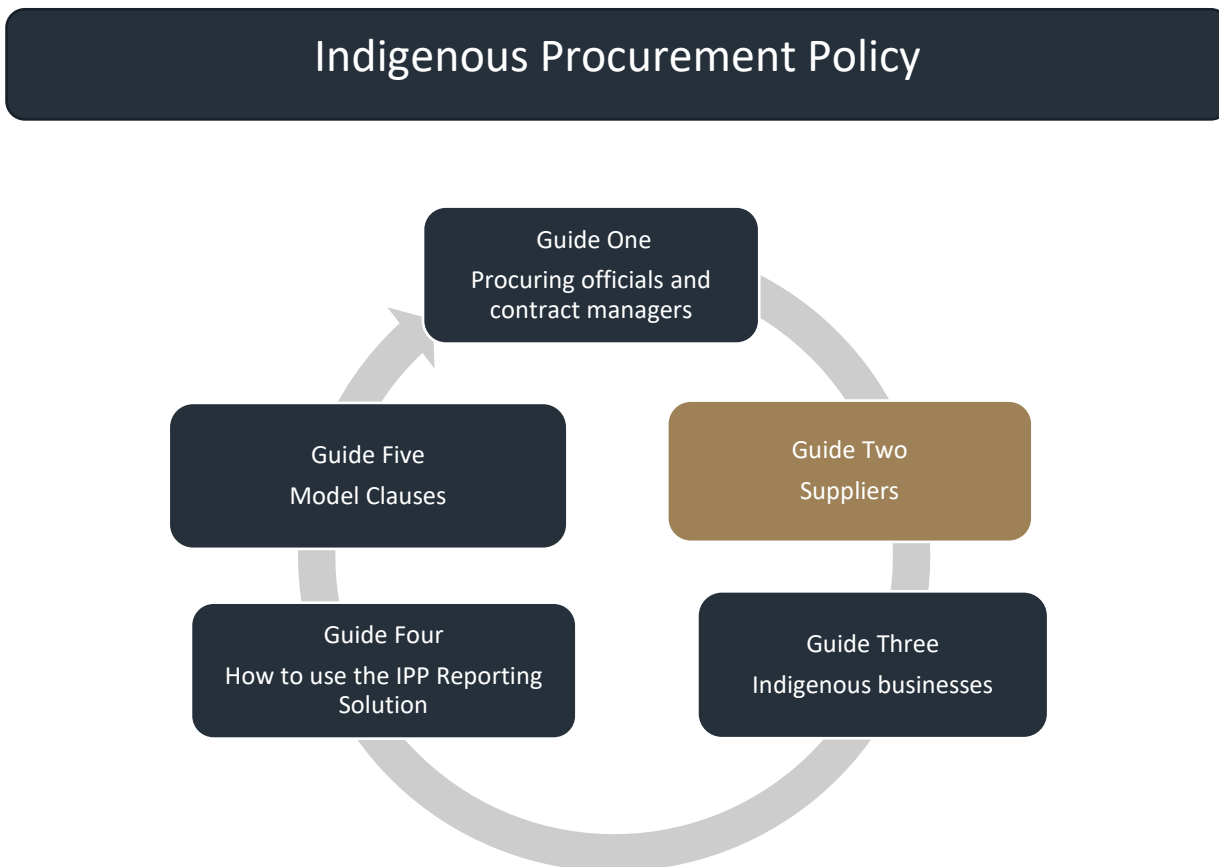 Indigenous Procurement Policy
Guide One
Procuring officials and
contract managers
Guide Two
Suppliers
Guide Three
Indigenous businesses
Guide Four
How to use the IPP Reporting
Solution
Guide Five
Model Clauses